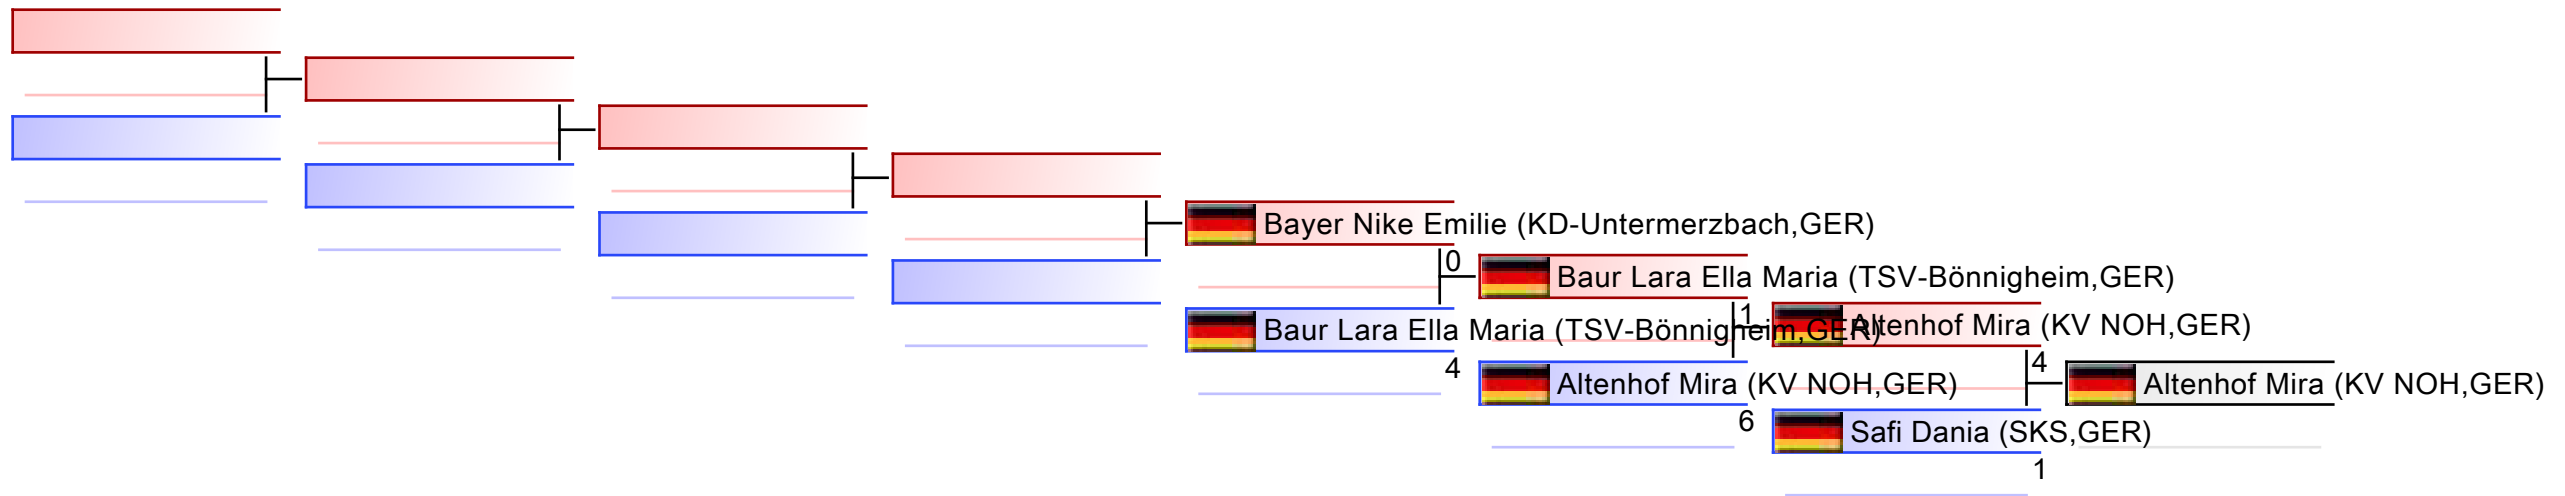 Bayer Nike Emilie (KD-Untermerzbach,GER)
0
Baur Lara Ella Maria (TSV-Bönnigheim,GER)
4
Baur Lara Ella Maria (TSV-Bönnigheim,GER)
1
Altenhof Mira (KV NOH,GER)
6
Altenhof Mira (KV NOH,GER)
4
Safi Dania (SKS,GER)
1
Altenhof Mira (KV NOH,GER)